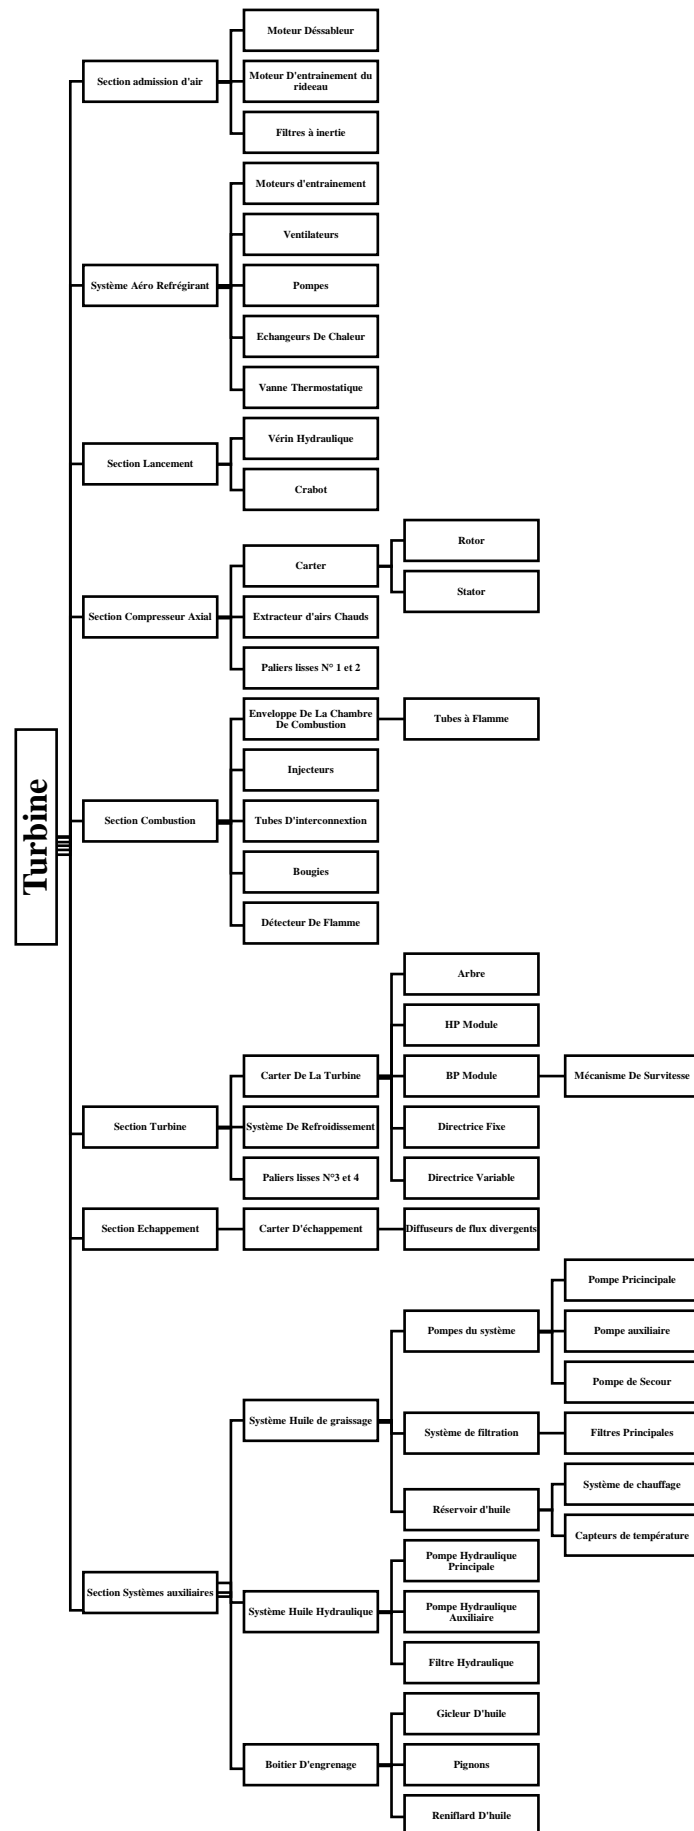 Turbine
Section admission d'air
Moteur Déssableur
Moteur D'entrainement du
rideeau
Filtres à inertie
Système Aéro Refrégirant
Moteurs d'entrainement
Ventilateurs
Pompes
Echangeurs De Chaleur
Vanne Thermostatique
Section Lancement
Vérin Hydraulique
Crabot
Section Compresseur Axial
Carter
Rotor
Stator
Extracteur d'airs Chauds
Paliers lisses N° 1 et 2
Section Combustion
Enveloppe De La Chambre
De Combustion
Tubes à Flamme
Injecteurs
Tubes D'interconnextion
Bougies
Détecteur De Flamme
Section Turbine
Carter De La Turbine
Arbre
HP Module
BP Module
Mécanisme De Survitesse
Directrice Fixe
Directrice Variable
Système De Refroidissement
Paliers lisses N°3 et 4
Section Echappement
Carter D'échappement
Diffuseurs de flux divergents
Section Systèmes auxiliaires
Système Huile de graissage
Pompes du système
Pompe Pricincipale
Pompe auxiliaire
Pompe de Secour
Système de filtration
Filtres Principales
Réservoir d'huile
Système de chauffage
Capteurs de température
Système Huile Hydraulique
Pompe Hydraulique
Principale
Pompe Hydraulique
Auxiliaire
Filtre Hydraulique
Boitier D'engrenage
Gicleur D'huile
Pignons
Reniflard D'huile